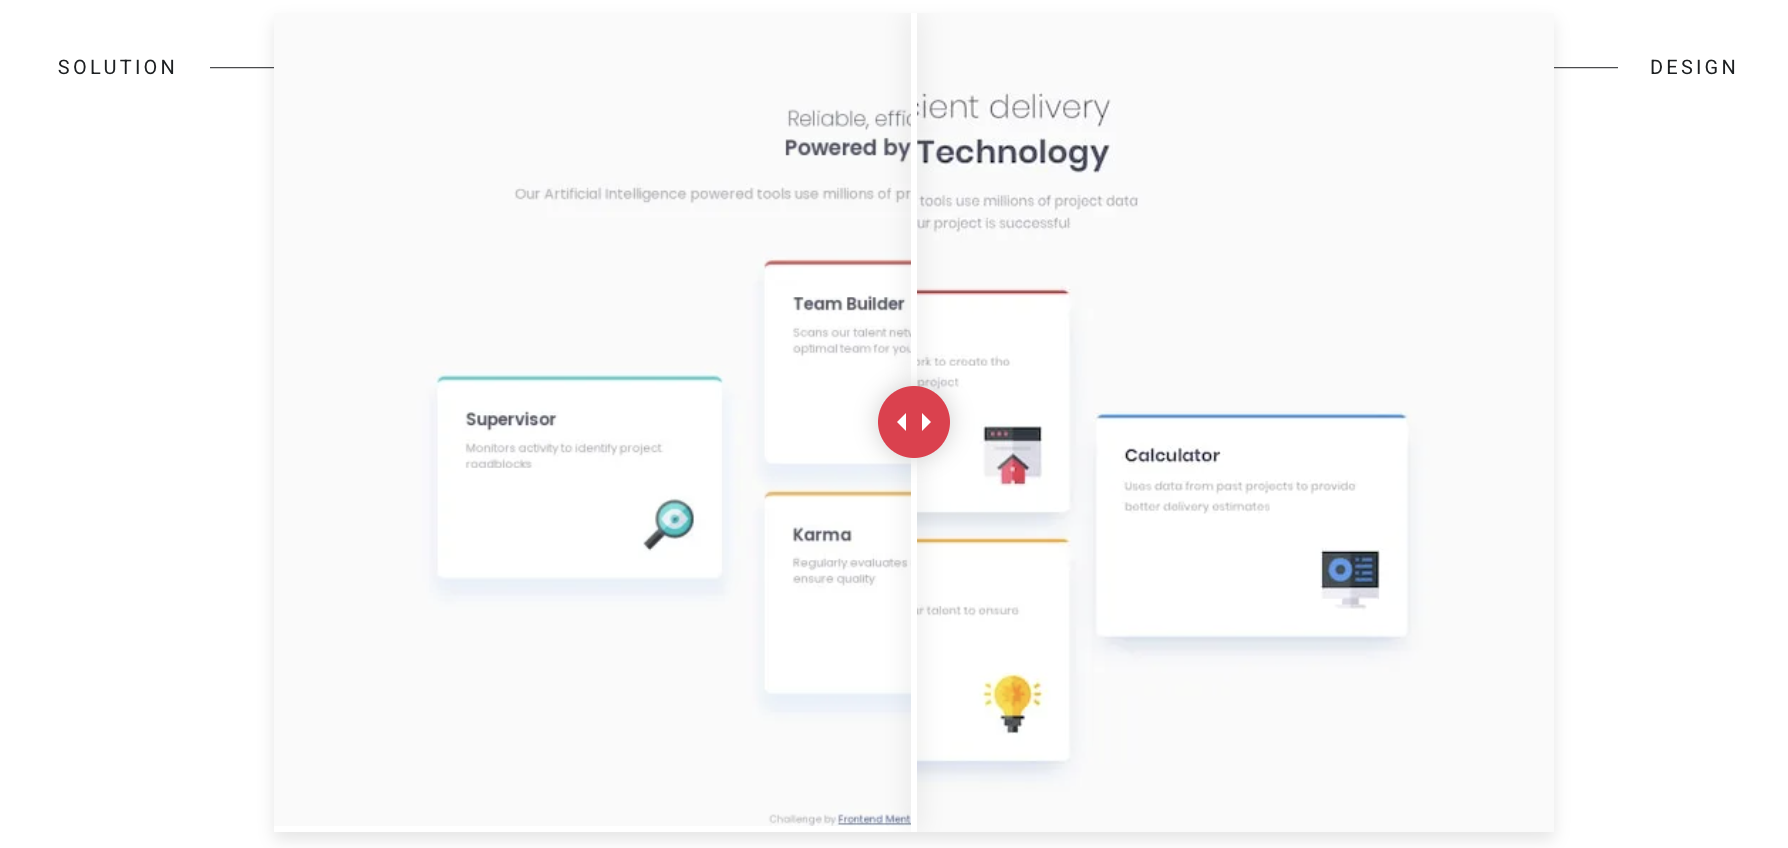 SOLUTION
DESIGN
Reliable, effic
cient delivery
Powered by
Technology
Our Artificial Intelligence powered tools use millions of pr
tools use millions of project data
ur project is successful
Team Builder
Scans our talent netw
optimal team for you
ork to create the
project
Supervisor
Monitors activity to identify project
roadblocks
Calculator
Uses data from past projects to provide
better delivery estimates
Karma
Regularly evaluates
ensure quality
ur talent to ensure
Challenge by Frontend Ment